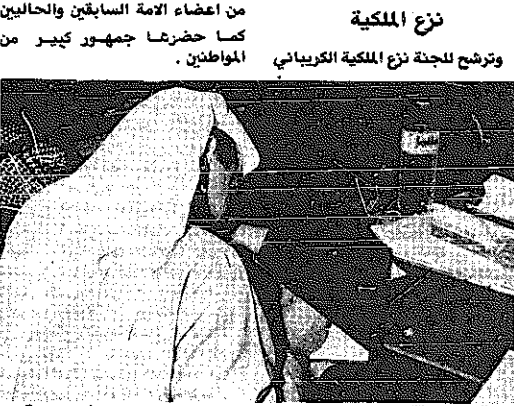 نزع الملكية
وترشح للجنة نزع الملكية الكريباني
من اعضاء الامة السابقين والحاليين
كما حضرها جمهور كبير من
المواطنين .